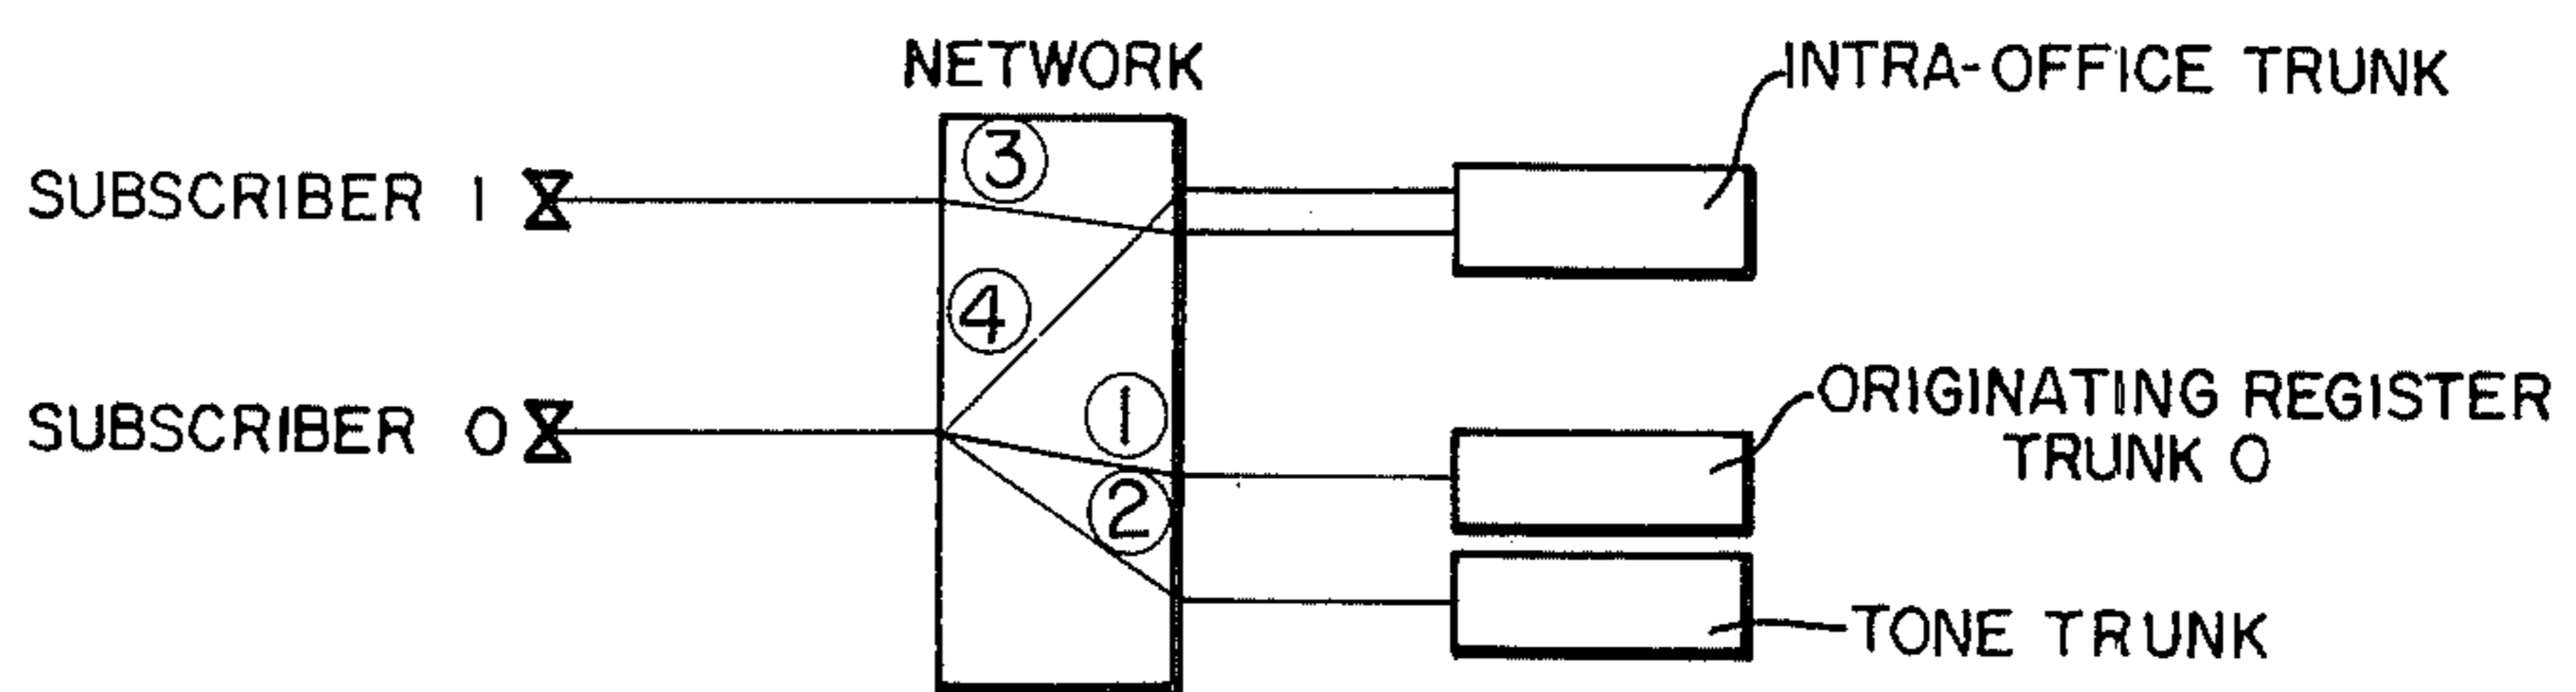 NETWORK
INTRA-OFFICE TRUNK
SUBSCRIBER 1
③
④
SUBSCRIBER 0
①
②
ORIGINATING REGISTER
TRUNK 0
TONE TRUNK